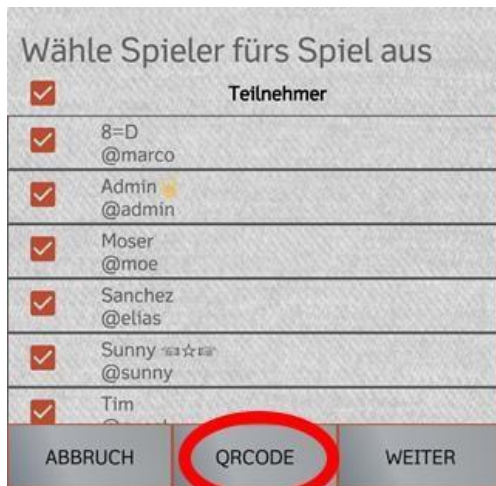 Wähle Spieler fürs Spiel aus
Teilnehmer
8=D
@marco
Admin
@admin
Moser
@moe
Sanchez
@elias
Sunny ☜☆☞
@sunny
Tim
ABBRUCH QRCODE WEITER